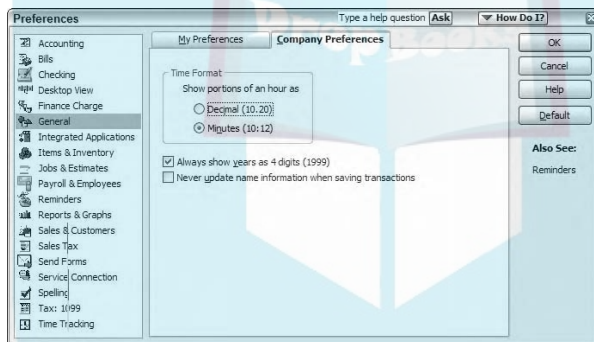 Preferences
Type a help question Ask
How Do I?
Accounting
Bills
Checking
Desktop View
Finance Charge
General
Integrated Applications
Items & Inventory
Jobs & Estimates
Payroll & Employees
Reminders
Reports & Graphs
Sales & Customers
Sales Tax
Send Forms
Service Connection
Spelling
Tax: 1099
Time Tracking
My Preferences
Company Preferences
Time Format
Show portions of an hour as
Decimal (10.20)
Minutes (10:12)
Always show years as 4 digits (1999)
Never update name information when saving transactions
OK
Cancel
Help
Default
Also See:
Reminders
DropBooks